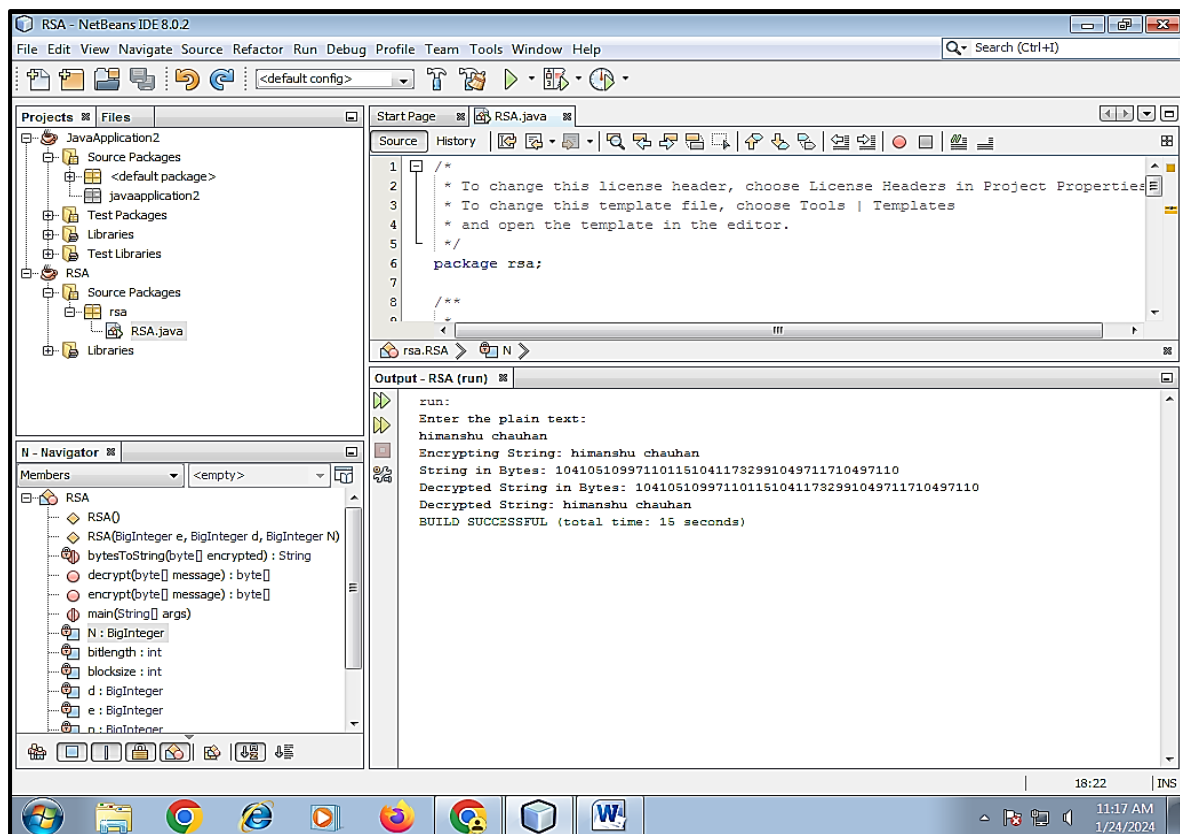 RSA - NetBeans IDE 8.0.2
File Edit View Navigate Source Refactor Run Debug Profile Team Tools Window Help
Search (Ctrl+I)
<default config>
Projects Files
JavaApplication2
Source Packages
<default package>
javaapplication2
Test Packages
Libraries
Test Libraries
RSA
Source Packages
rsa
RSA.java
Libraries
N - Navigator
Members <empty>
RSA
RSA()
RSA(BigInteger e, BigInteger d, BigInteger N)
bytesToString(byte[] encrypted) : String
decrypt(byte[] message) : byte[]
encrypt(byte[] message) : byte[]
main(String[] args)
N : BigInteger
bitlength : int
blocksize : int
d : BigInteger
e : BigInteger
Start Page RSA.java
Source History
1 /*
2 * To change this license header, choose License Headers in Project Properties
3 * To change this template file, choose Tools | Templates
4 * and open the template in the editor.
5 */
6 package rsa;
7
8 /**
9 *
rsa.RSA N
Output - RSA (run)
run:
Enter the plain text:
himanshu chauhan
Encrypting String: himanshu chauhan
String in Bytes: 10410510997110115104117329910497117104​97110
Decrypted String in Bytes: 1041051099711011510411732991049711710497110
Decrypted String: himanshu chauhan
BUILD SUCCESSFUL (total time: 15 seconds)
18:22 INS
11:17 AM
1/24/2024